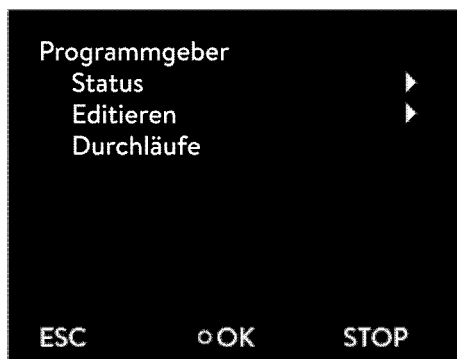 Programmgeber
Status
Editieren
Durchläufe
ESC OK STOP